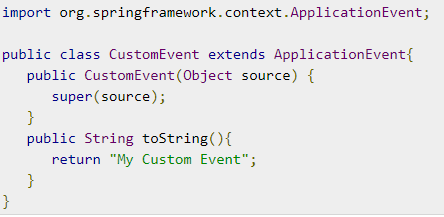 import org.springframework.context.ApplicationEvent;

public class CustomEvent extends ApplicationEvent{
   public CustomEvent(Object source) {
      super(source);
   }
   public String toString(){
      return "My Custom Event";
   }
}